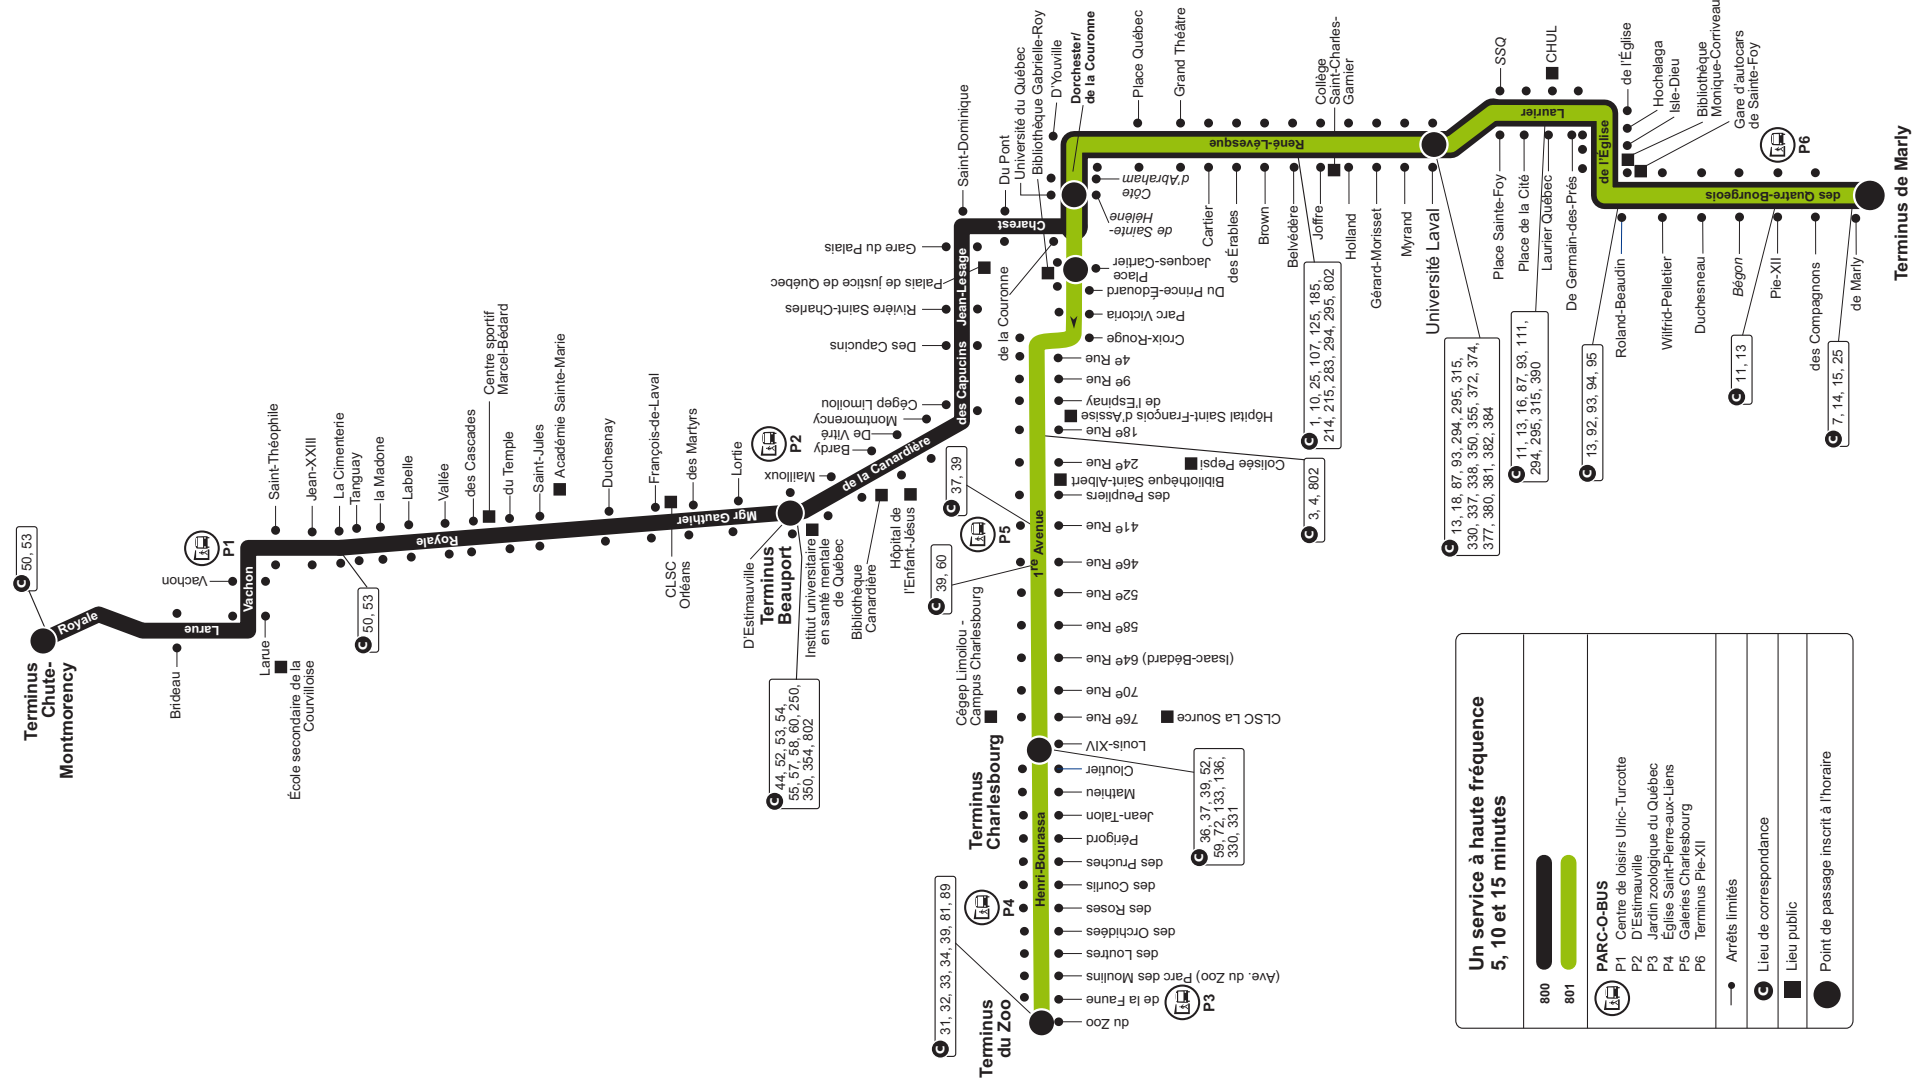 Terminus
Chute-
Montmorency
C 50, 53
Royale
Larue
Brideau
Vachon
Vachon
Larue
École secondaire de la
Courvilloise
P1
C 50, 53
Saint-Théophile
Jean-XXIII
La Cimenterie
Tanguay
la Madone
Labelle
Vallée
des Cascades
Centre sportif
Marcel-Bédard
du Temple
Saint-Jules
Académie Sainte-Marie
Duchesnay
François-de-Laval
CLSC
Orléans
des Martyrs
Lortie
Royale
Mgr Gauthier
P2
D'Estimauville
Terminus
Beauport
C 44, 52, 53, 54,
55, 57, 58, 60, 250,
350, 354, 802
Institut universitaire
en santé mentale
de Québec
Mailloux
Bardy
De Vitré
Montmorency
Cégep Limoilou
de la Canardière
Bibliothèque
Canardière
Hôpital de
l'Enfant-Jésus
des Capucins
Des Capucins
Rivière Saint-Charles
Palais de justice de Québec
Gare du Palais
Jean-Lesage
Saint-Dominique
Charest
Du Pont
de la Couronne
Université du Québec
Bibliothèque Gabrielle-Roy
D'Youville
Dorchester/
de la Couronne
Côte
d'Abraham
de Sainte-
Hélène
Place
Jacques-Cartier
Du Prince-Édouard
Parc Victoria
Croix-Rouge
4e Rue
9e Rue
de l'Espinay
Hôpital Saint-François d'Assise
18e Rue
24e Rue
Colisée Pepsi
Bibliothèque Saint-Albert
des Peupliers
41e Rue
46e Rue
52e Rue
58e Rue
(Isaac-Bédard) 64e Rue
70e Rue
76e Rue
CLSC La Source
Louis-XIV
Cloutier
Mathieu
Jean-Talon
Périgord
des Pruches
des Courlis
des Roses
des Orchidées
des Loutres
(Ave. du Zoo) Parc des Moulins
de la Faune
du Zoo
P3
1re Avenue
Henri-Bourassa
C 37, 39
P5
C 39, 60
C 3, 4, 802
Cégep Limoilou -
Campus Charlesbourg
Terminus
Charlesbourg
C 36, 37, 39, 52,
59, 72, 133, 136,
330, 331
P4
C 31, 32, 33, 34, 39, 81, 89
Terminus
du Zoo
Place Québec
Grand Théâtre
René-Lévesque
Cartier
des Érables
Brown
Belvédère
Joffre
Collège
Saint-Charles-
Garnier
Holland
Gérard-Morisset
Myrand
Université Laval
C 1, 10, 25, 107, 125, 185,
214, 215, 283, 294, 295, 802
C 13, 18, 87, 93, 294, 295, 315,
330, 337, 338, 350, 355, 372, 374,
377, 380, 381, 382, 384
SSQ
CHUL
Laurier
Place Sainte-Foy
Place de la Cité
Laurier Québec
De Germain-des-Prés
C 11, 13, 16, 87, 93, 111,
294, 295, 315, 390
de l'Église
de l'Église
Hochelaga
Isle-Dieu
Bibliothèque
Monique-Corriveau
Gare d'autocars
de Sainte-Foy
C 13, 92, 93, 94, 95
Roland-Beaudin
Wilfrid-Pelletier
Duchesneau
Bégon
Pie-XII
des Compagnons
de Marly
C 11, 13
P6
des Quatre-Bourgeois
C 7, 14, 15, 25
Terminus de Marly
Un service à haute fréquence
5, 10 et 15 minutes
800
801
PARC-O-BUS
P1 Centre de loisirs Ulric-Turcotte
P2 D'Estimauville
P3 Jardin zoologique du Québec
P4 Église Saint-Pierre-aux-Liens
P5 Galeries Charlesbourg
P6 Terminus Pie-XII
Arrêts limités
C Lieu de correspondance
Lieu public
Point de passage inscrit à l'horaire